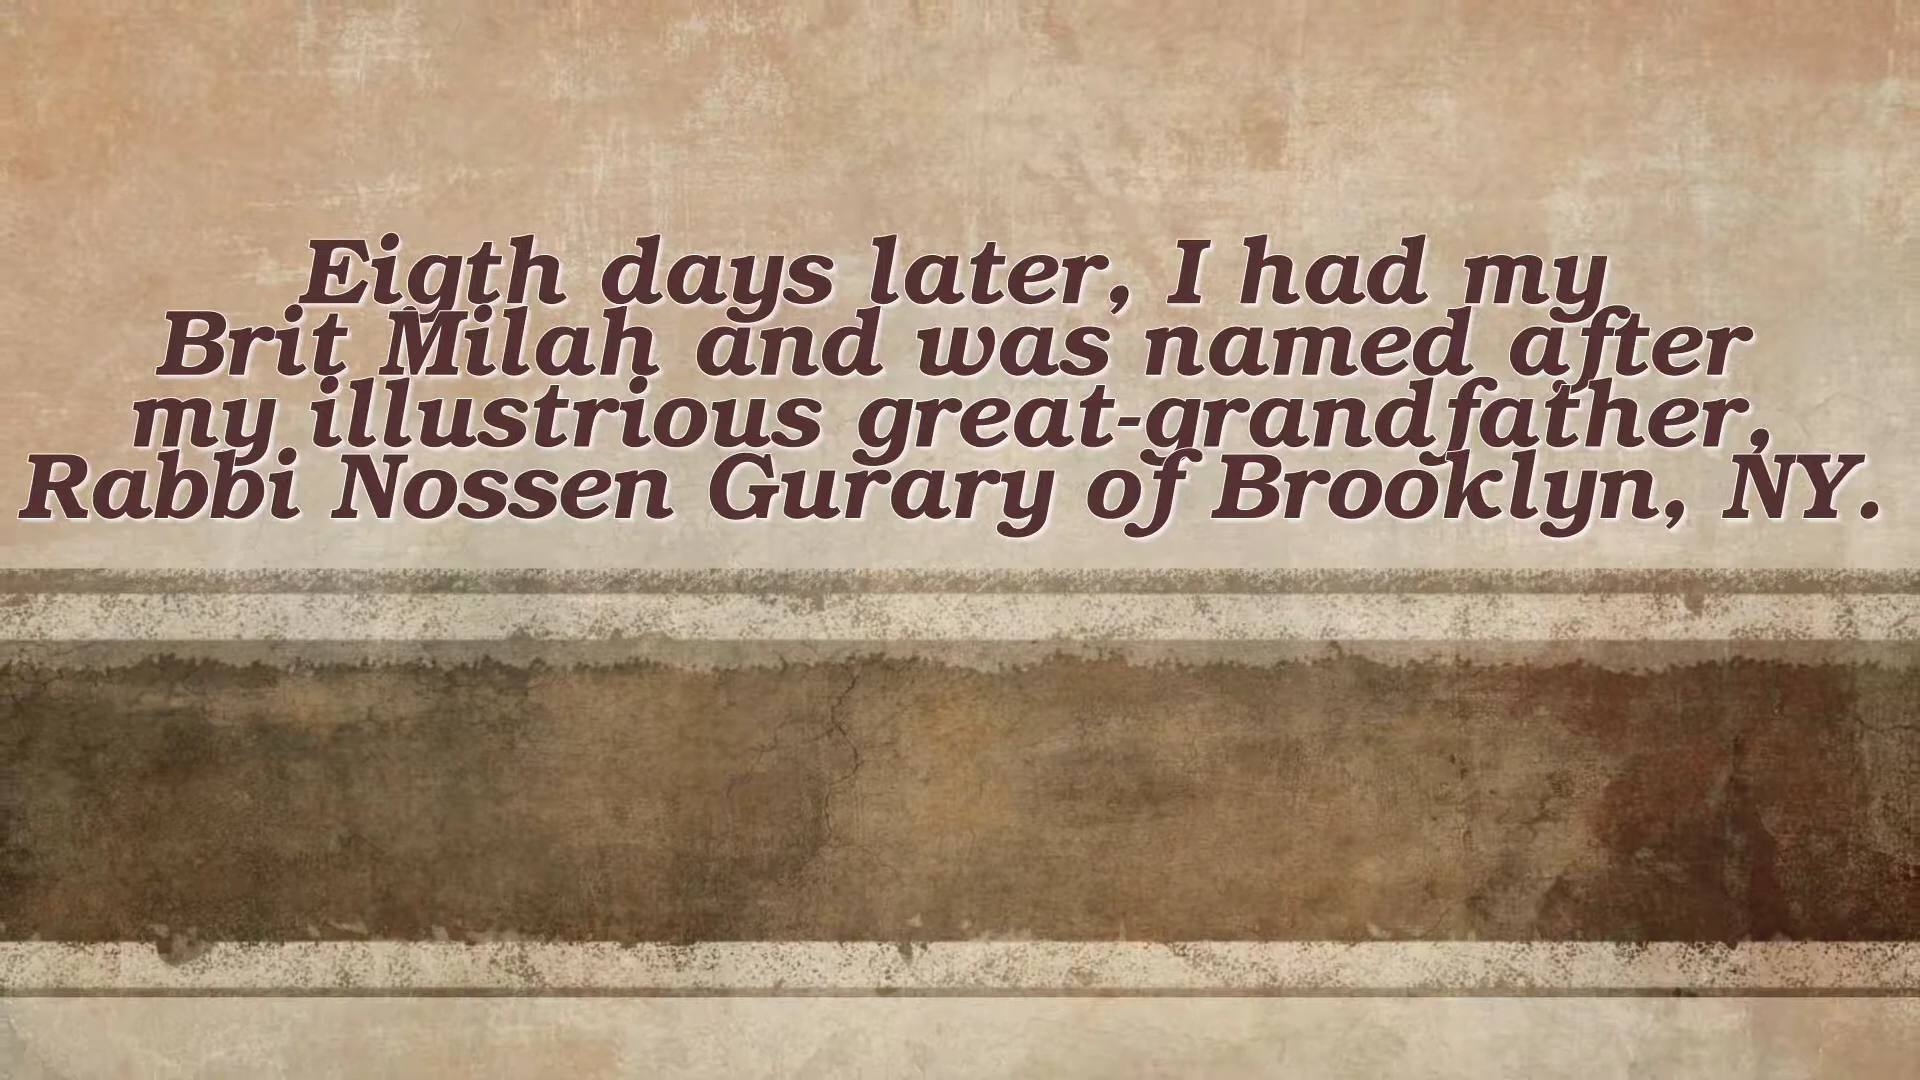 Eigth days later, I had my
Brit Milah and was named after
my illustrious great-grandfather,
Rabbi Nossen Gurary of Brooklyn, NY.